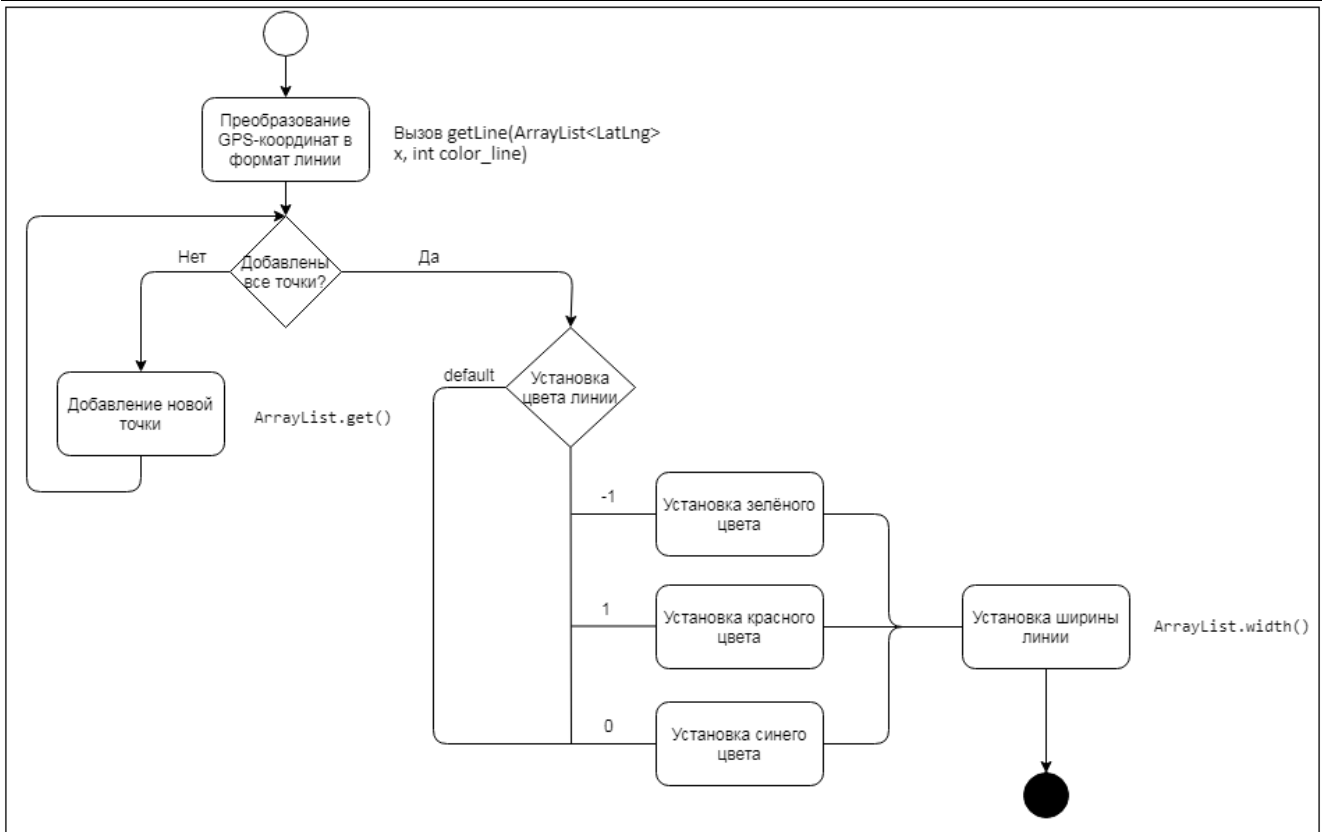 Преобразование
GPS-координат в
формат линии
Вызов getLine(ArrayList<LatLng>
x, int color_line)
Нет
Добавлены
все точки?
Да
default
Установка
цвета линии
Добавление новой
точки
ArrayList.get()
-1
Установка зелёного
цвета
1
Установка красного
цвета
Установка ширины
линии
ArrayList.width()
0
Установка синего
цвета